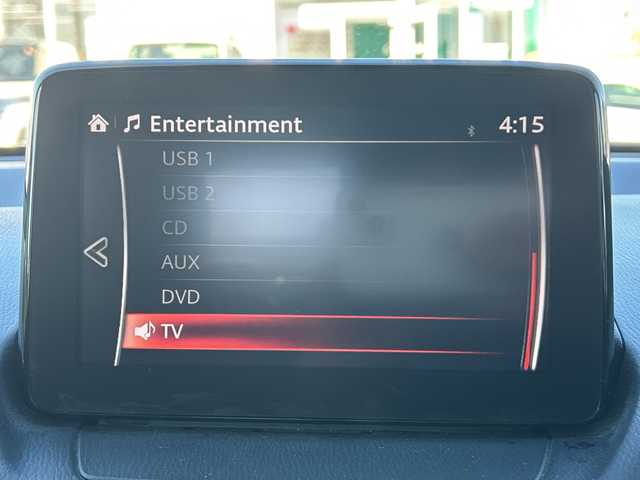 Entertainment 4:15
USB 1
USB 2
CD
AUX
DVD
TV